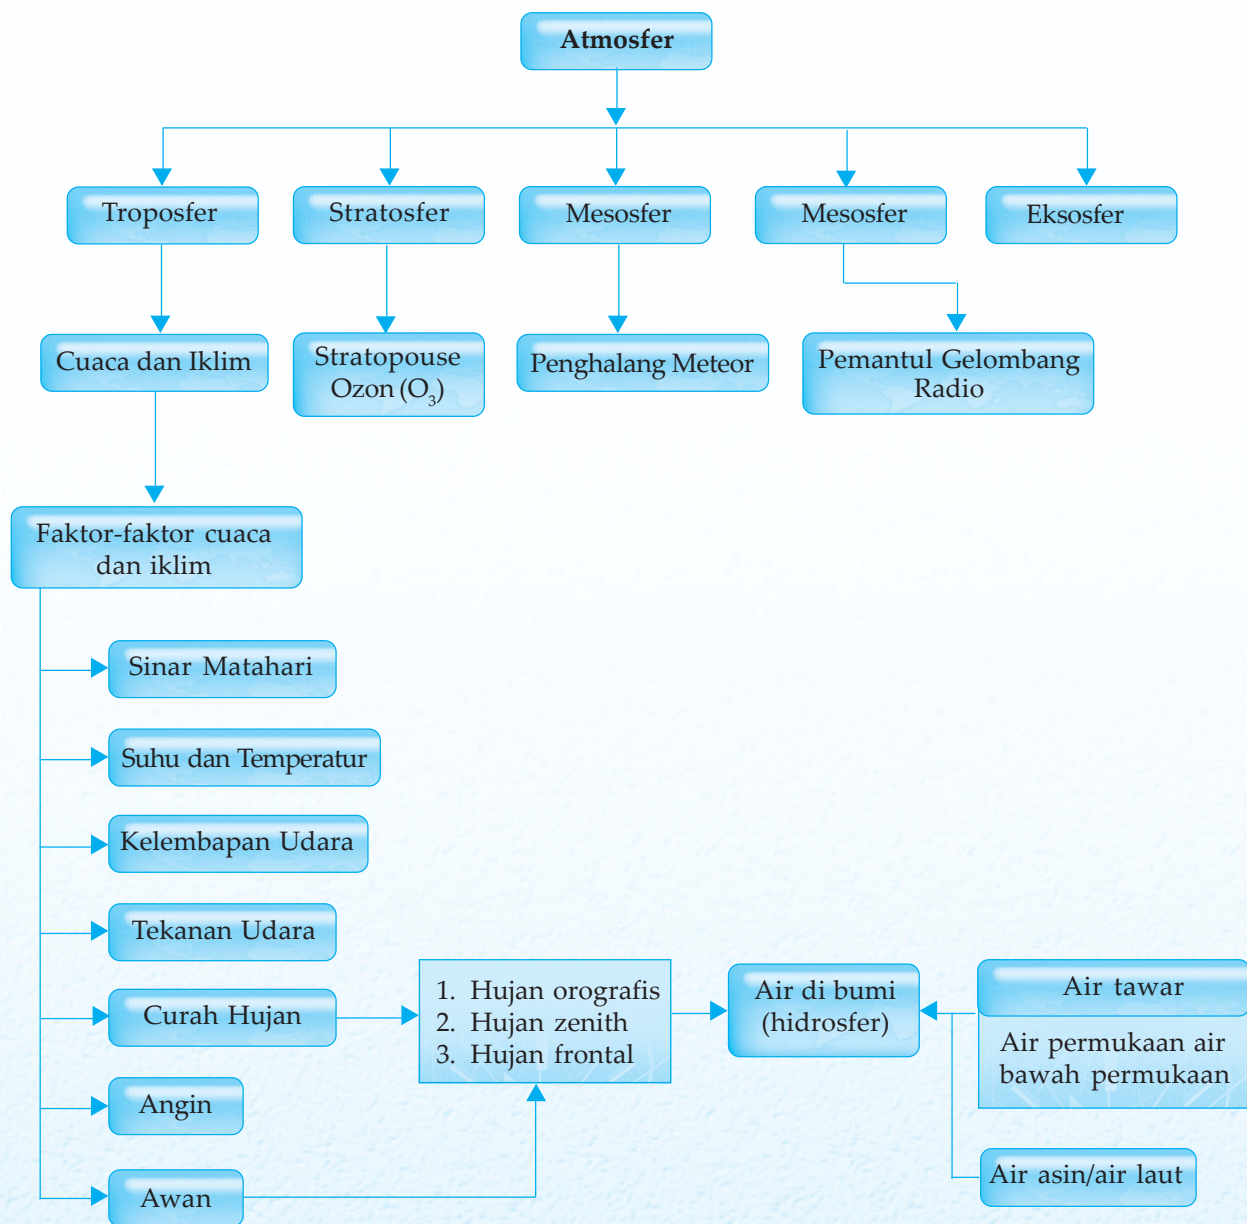 Atmosfer
Troposfer
Stratosfer
Mesosfer
Mesosfer
Eksosfer
Cuaca dan Iklim
Stratopouse
Ozon (O₃)
Penghalang Meteor
Pemantul Gelombang
Radio
Faktor-faktor cuaca
dan iklim
Sinar Matahari
Suhu dan Temperatur
Kelembapan Udara
Tekanan Udara
Curah Hujan
Angin
Awan
1. Hujan orografis
2. Hujan zenith
3. Hujan frontal
Air di bumi
(hidrosfer)
Air tawar
Air permukaan air
bawah permukaan
Air asin/air laut